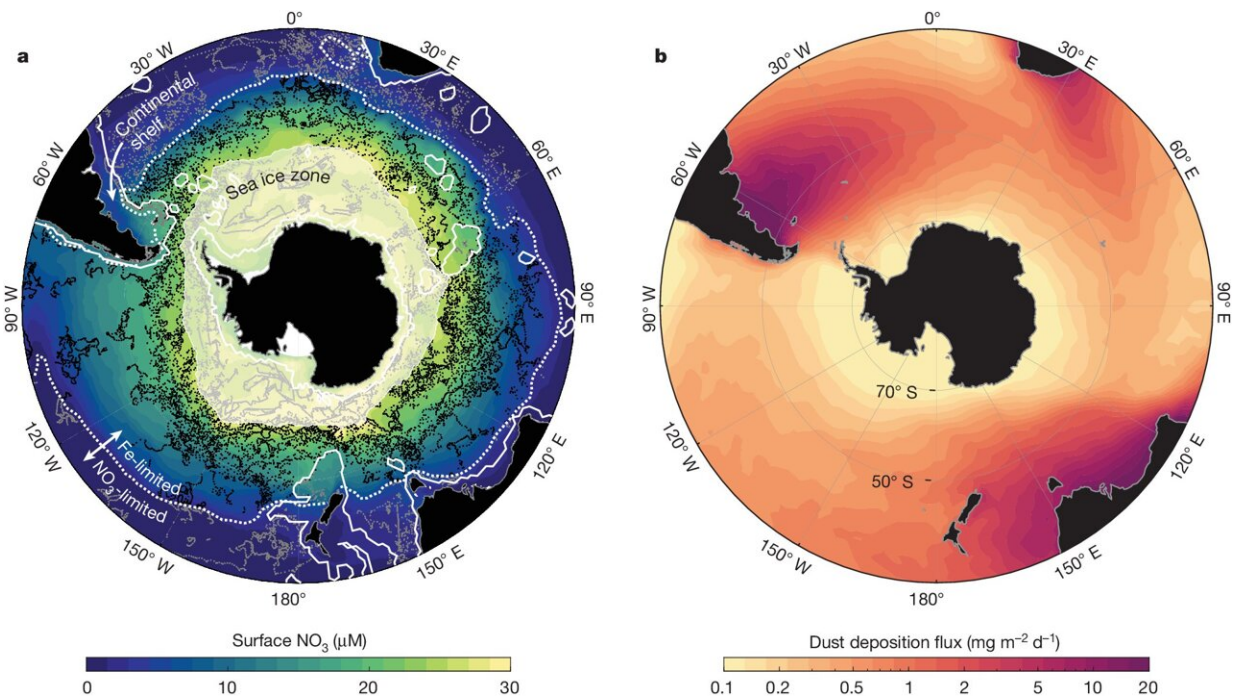 a
0°
30° E
60° E
90° E
120° E
150° E
180°
150° W
120° W
90° W
60° W
30° W
Continental
shelf
Sea ice zone
Fe-limited
NO₃-limited
Surface NO₃ (μM)
0 10 20 30
b
0°
30° E
60° E
90° E
120° E
150° E
180°
150° W
120° W
90° W
60° W
30° W
70° S
50° S
Dust deposition flux (mg m⁻² d⁻¹)
0.1 0.2 0.5 1 2 5 10 20